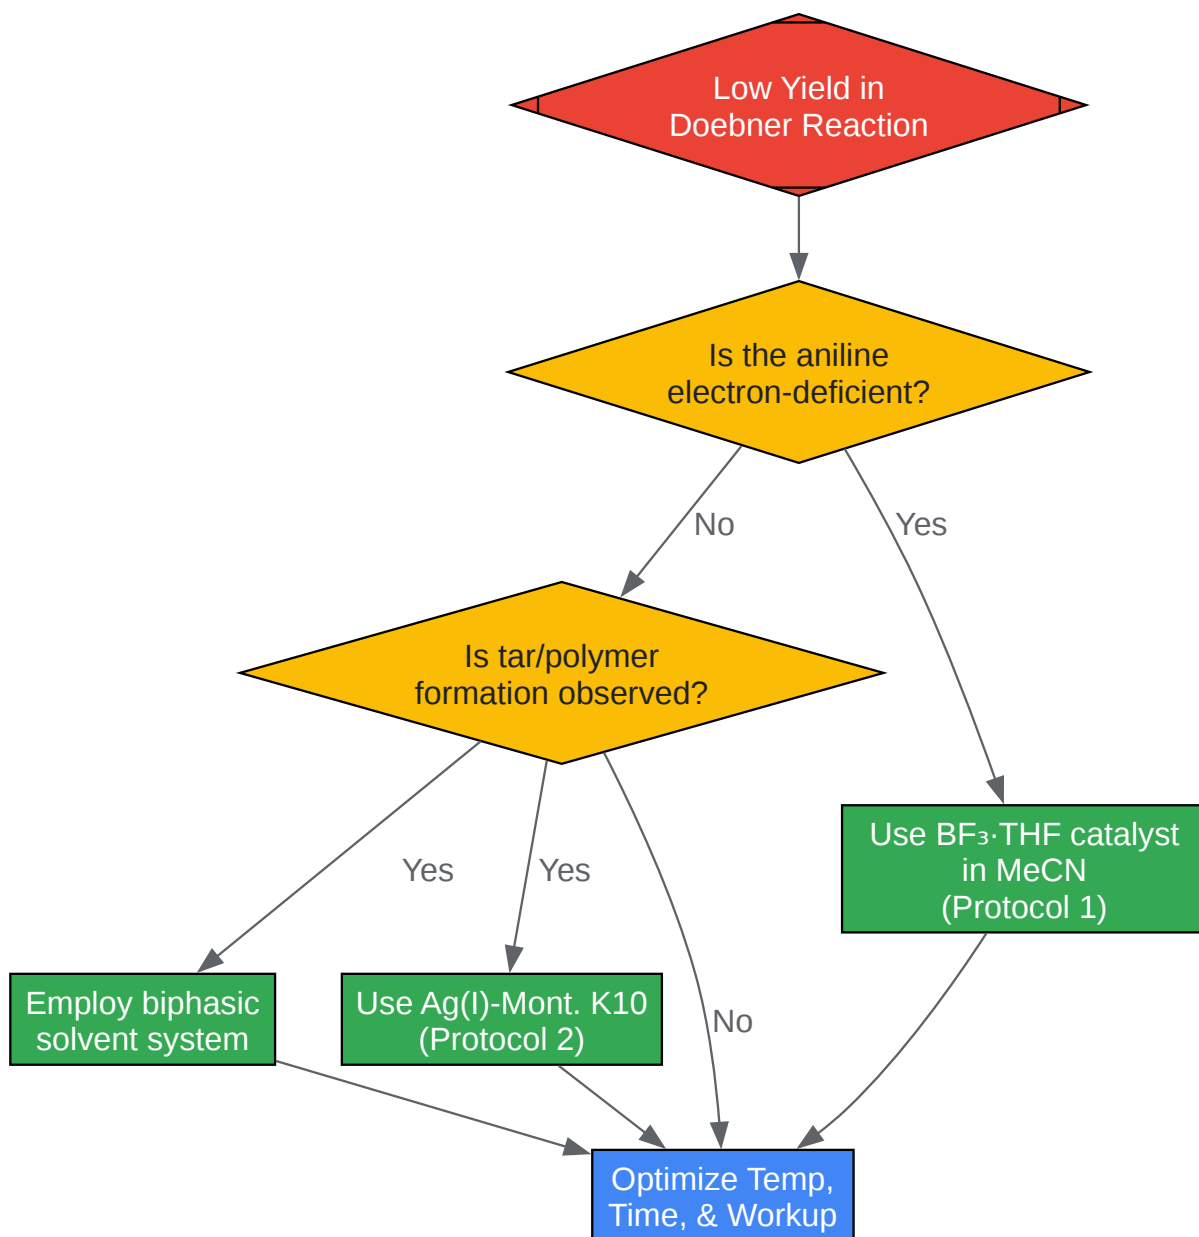 Low Yield in
Doebner Reaction
Is the aniline
electron-deficient?
No
Yes
Is tar/polymer
formation observed?
Use BF₃·THF catalyst
in MeCN
(Protocol 1)
Yes
Yes
Employ biphasic
solvent system
Use Ag(I)-Mont. K10
(Protocol 2)
No
Optimize Temp,
Time, & Workup